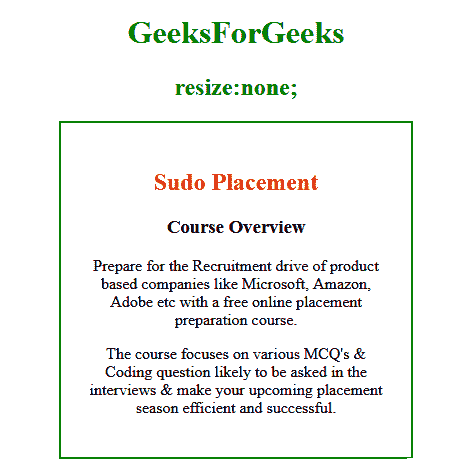 GeeksForGeeks
resize:none;
Sudo Placement
Course Overview
Prepare for the Recruitment drive of product
based companies like Microsoft, Amazon,
Adobe etc with a free online placement
preparation course.
The course focuses on various MCQ's &
Coding question likely to be asked in the
interviews & make your upcoming placement
season efficient and successful.